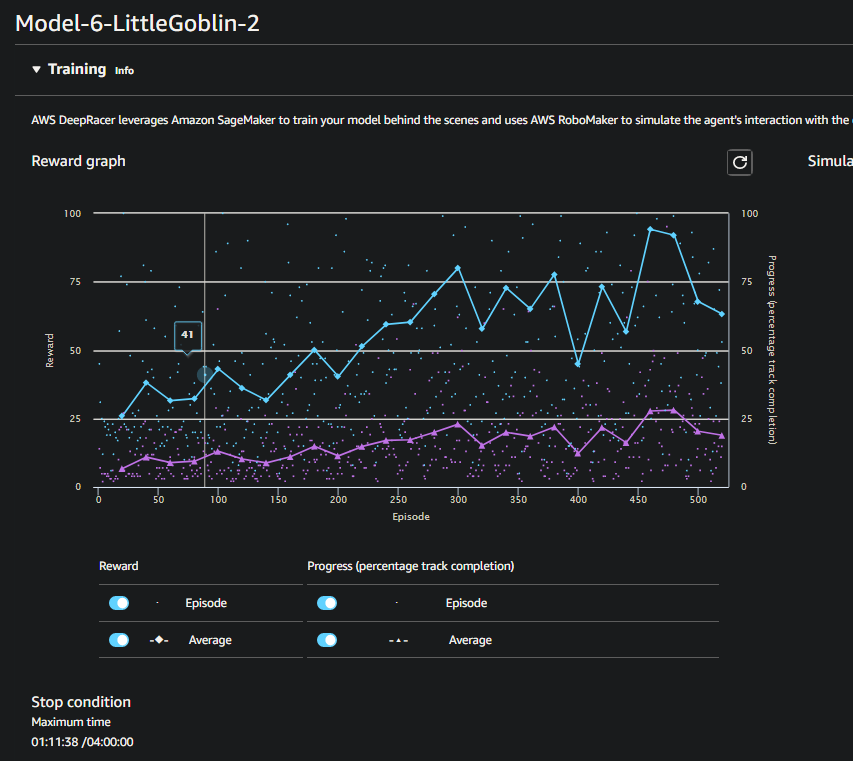 Model-6-LittleGoblin-2
Training Info
AWS DeepRacer leverages Amazon SageMaker to train your model behind the scenes and uses AWS RoboMaker to simulate the agent's interaction with the
Reward graph
Simula
100
75
50
25
0
Reward
41
100
75
50
25
0
Progress (percentage track completion)
0 50 100 150 200 250 300 350 400 450 500
Episode
Reward
Progress (percentage track completion)
Episode
Episode
Average
Average
Stop condition
Maximum time
01:11:38 /04:00:00